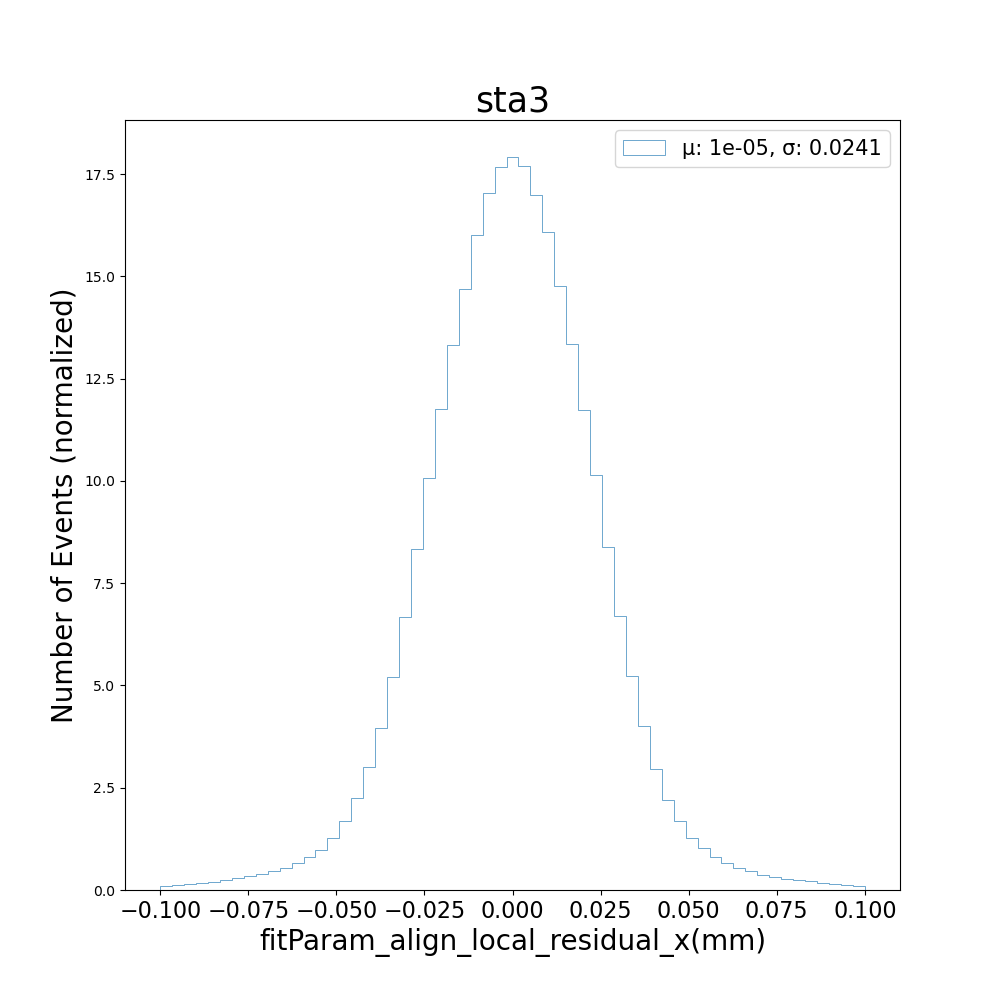 sta3
μ: 1e-05, σ: 0.0241
Number of Events (normalized)
17.5
15.0
12.5
10.0
7.5
5.0
2.5
0.0
−0.100 −0.075 −0.050 −0.025 0.000 0.025 0.050 0.075 0.100
fitParam_align_local_residual_x(mm)